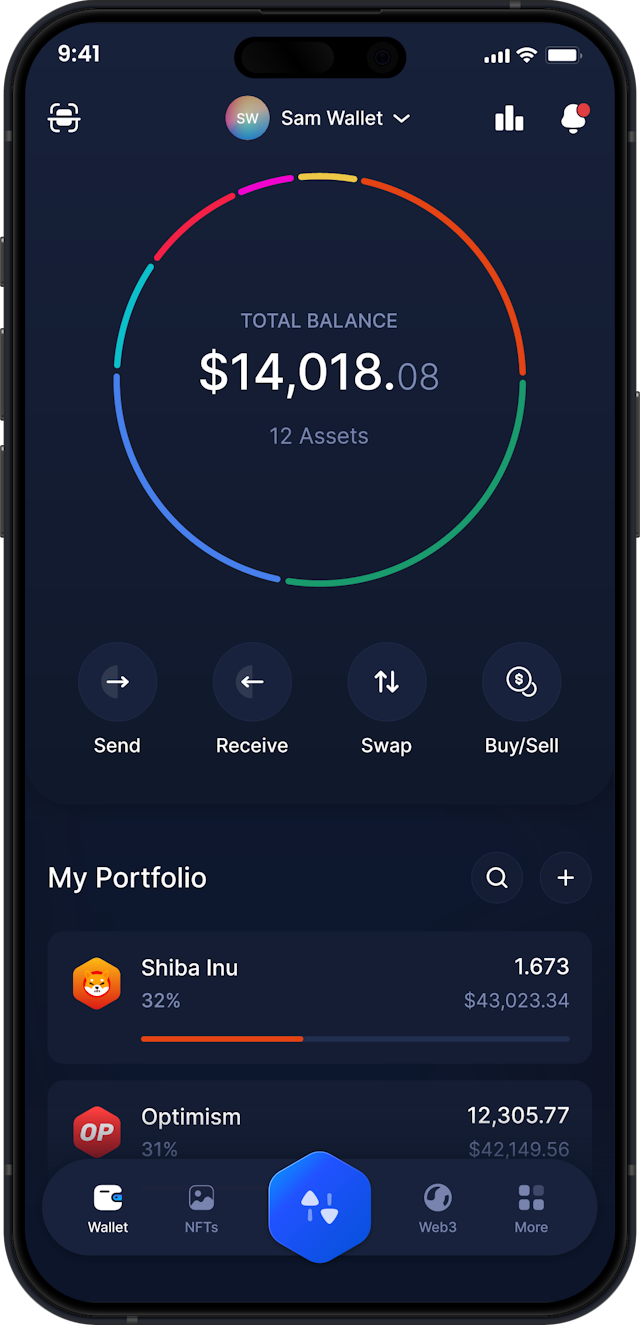 9:41
SW Sam Wallet
TOTAL BALANCE
$14,018.08
12 Assets
Send Receive Swap Buy/Sell
My Portfolio
Shiba Inu 1.673
32% $43,023.34
OP Optimism 12,305.77
31% $42,149.56
Wallet NFTs Web3 More